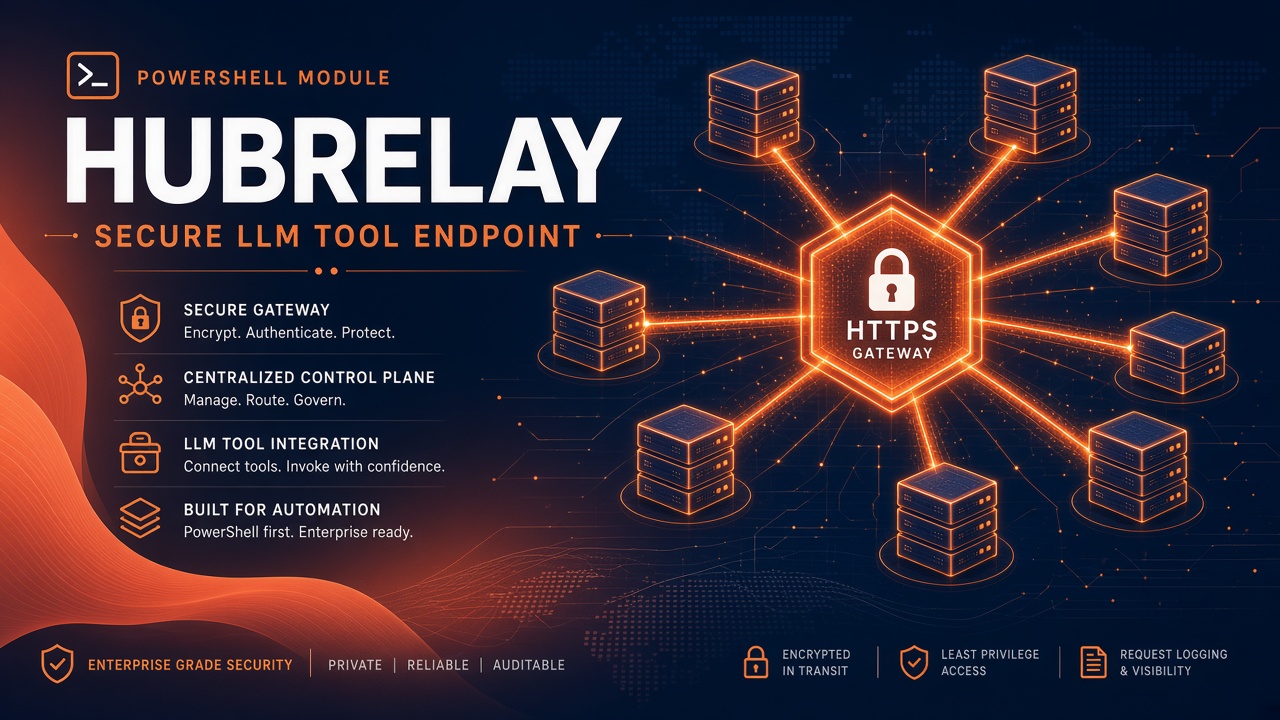 >_ POWERSHELL MODULE
HUBRELAY
SECURE LLM TOOL ENDPOINT
SECURE GATEWAY
Encrypt. Authenticate. Protect.
CENTRALIZED CONTROL PLANE
Manage. Route. Govern.
LLM TOOL INTEGRATION
Connect tools. Invoke with confidence.
BUILT FOR AUTOMATION
PowerShell first. Enterprise ready.
HTTPS
GATEWAY
ENTERPRISE GRADE SECURITY | PRIVATE | RELIABLE | AUDITABLE
ENCRYPTED
IN TRANSIT
LEAST PRIVILEGE
ACCESS
REQUEST LOGGING
& VISIBILITY